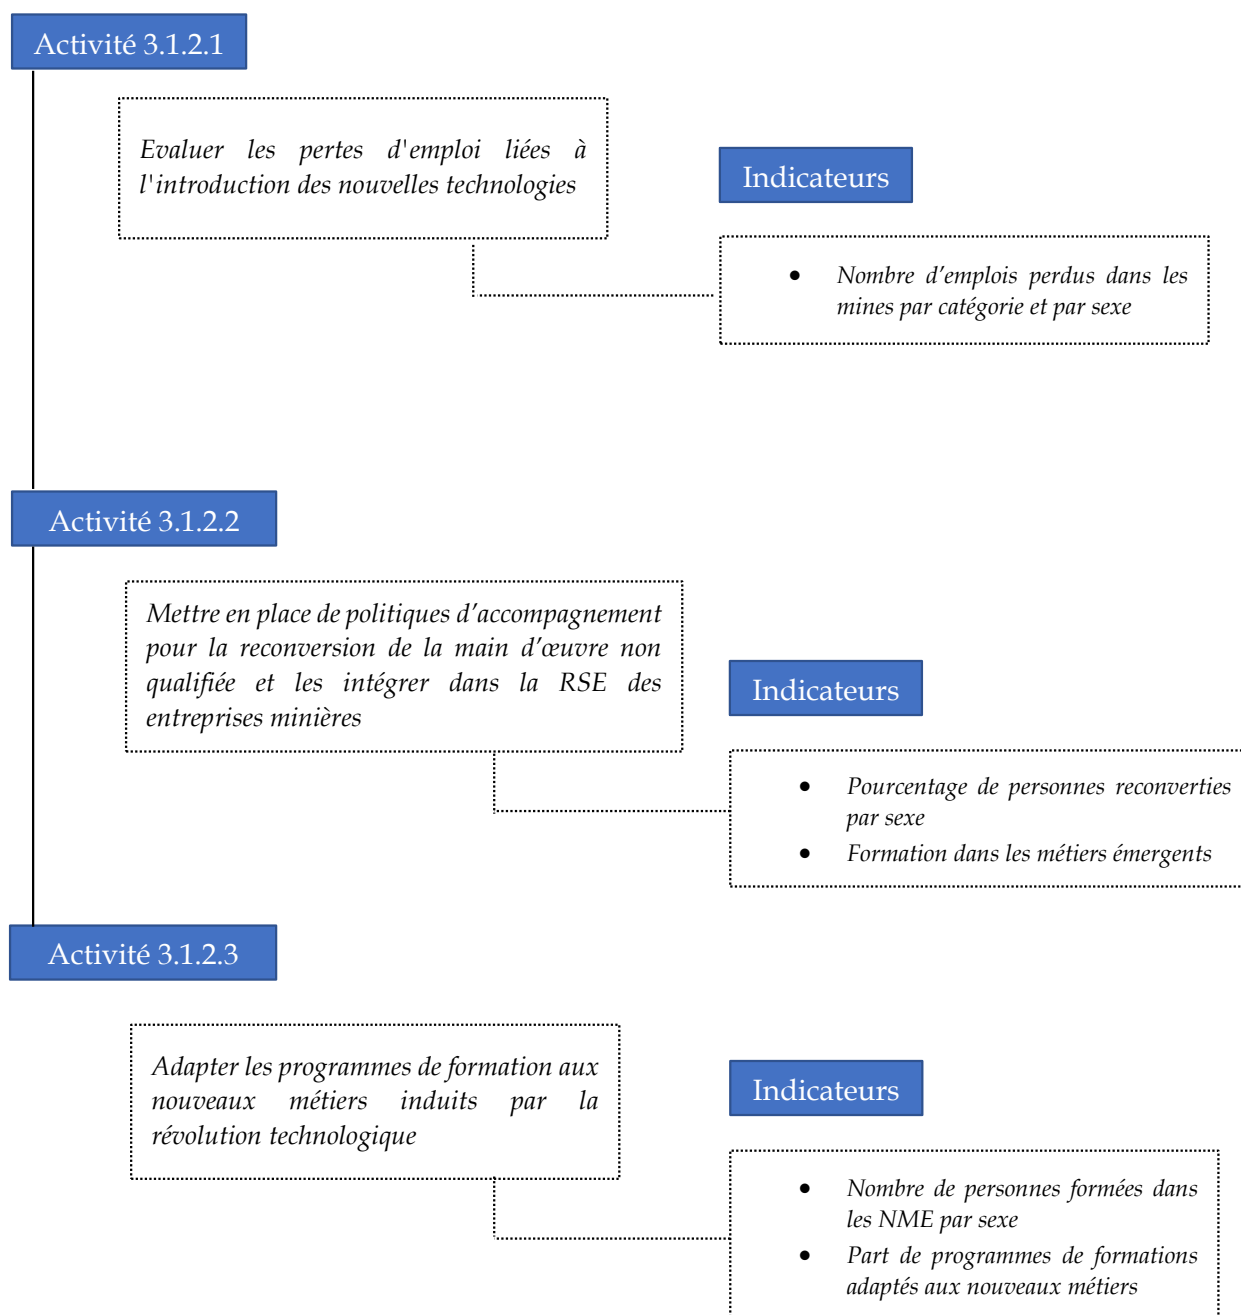 Activité 3.1.2.1
Evaluer les pertes d'emploi liées à
l'introduction des nouvelles technologies
Indicateurs
• Nombre d’emplois perdus dans les
mines par catégorie et par sexe
Activité 3.1.2.2
Mettre en place de politiques d’accompagnement
pour la reconversion de la main d’œuvre non
qualifiée et les intégrer dans la RSE des
entreprises minières
Indicateurs
• Pourcentage de personnes reconverties
par sexe
• Formation dans les métiers émergents
Activité 3.1.2.3
Adapter les programmes de formation aux
nouveaux métiers induits par la
révolution technologique
Indicateurs
• Nombre de personnes formées dans
les NME par sexe
• Part de programmes de formations
adaptés aux nouveaux métiers